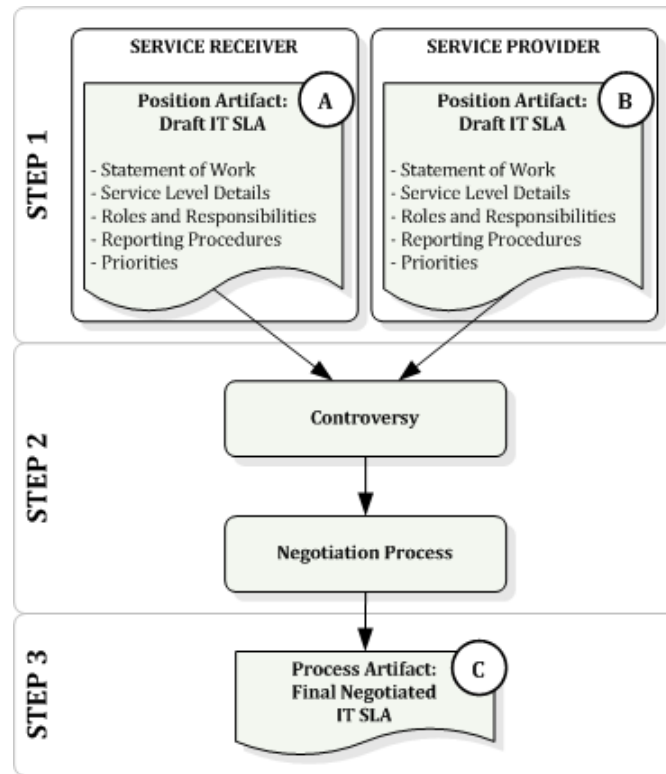 STEP 1
SERVICE RECEIVER
Position Artifact:
Draft IT SLA
A
- Statement of Work
- Service Level Details
- Roles and Responsibilities
- Reporting Procedures
- Priorities
SERVICE PROVIDER
Position Artifact:
Draft IT SLA
B
- Statement of Work
- Service Level Details
- Roles and Responsibilities
- Reporting Procedures
- Priorities
STEP 2
Controversy
Negotiation Process
STEP 3
Process Artifact:
Final Negotiated
IT SLA
C